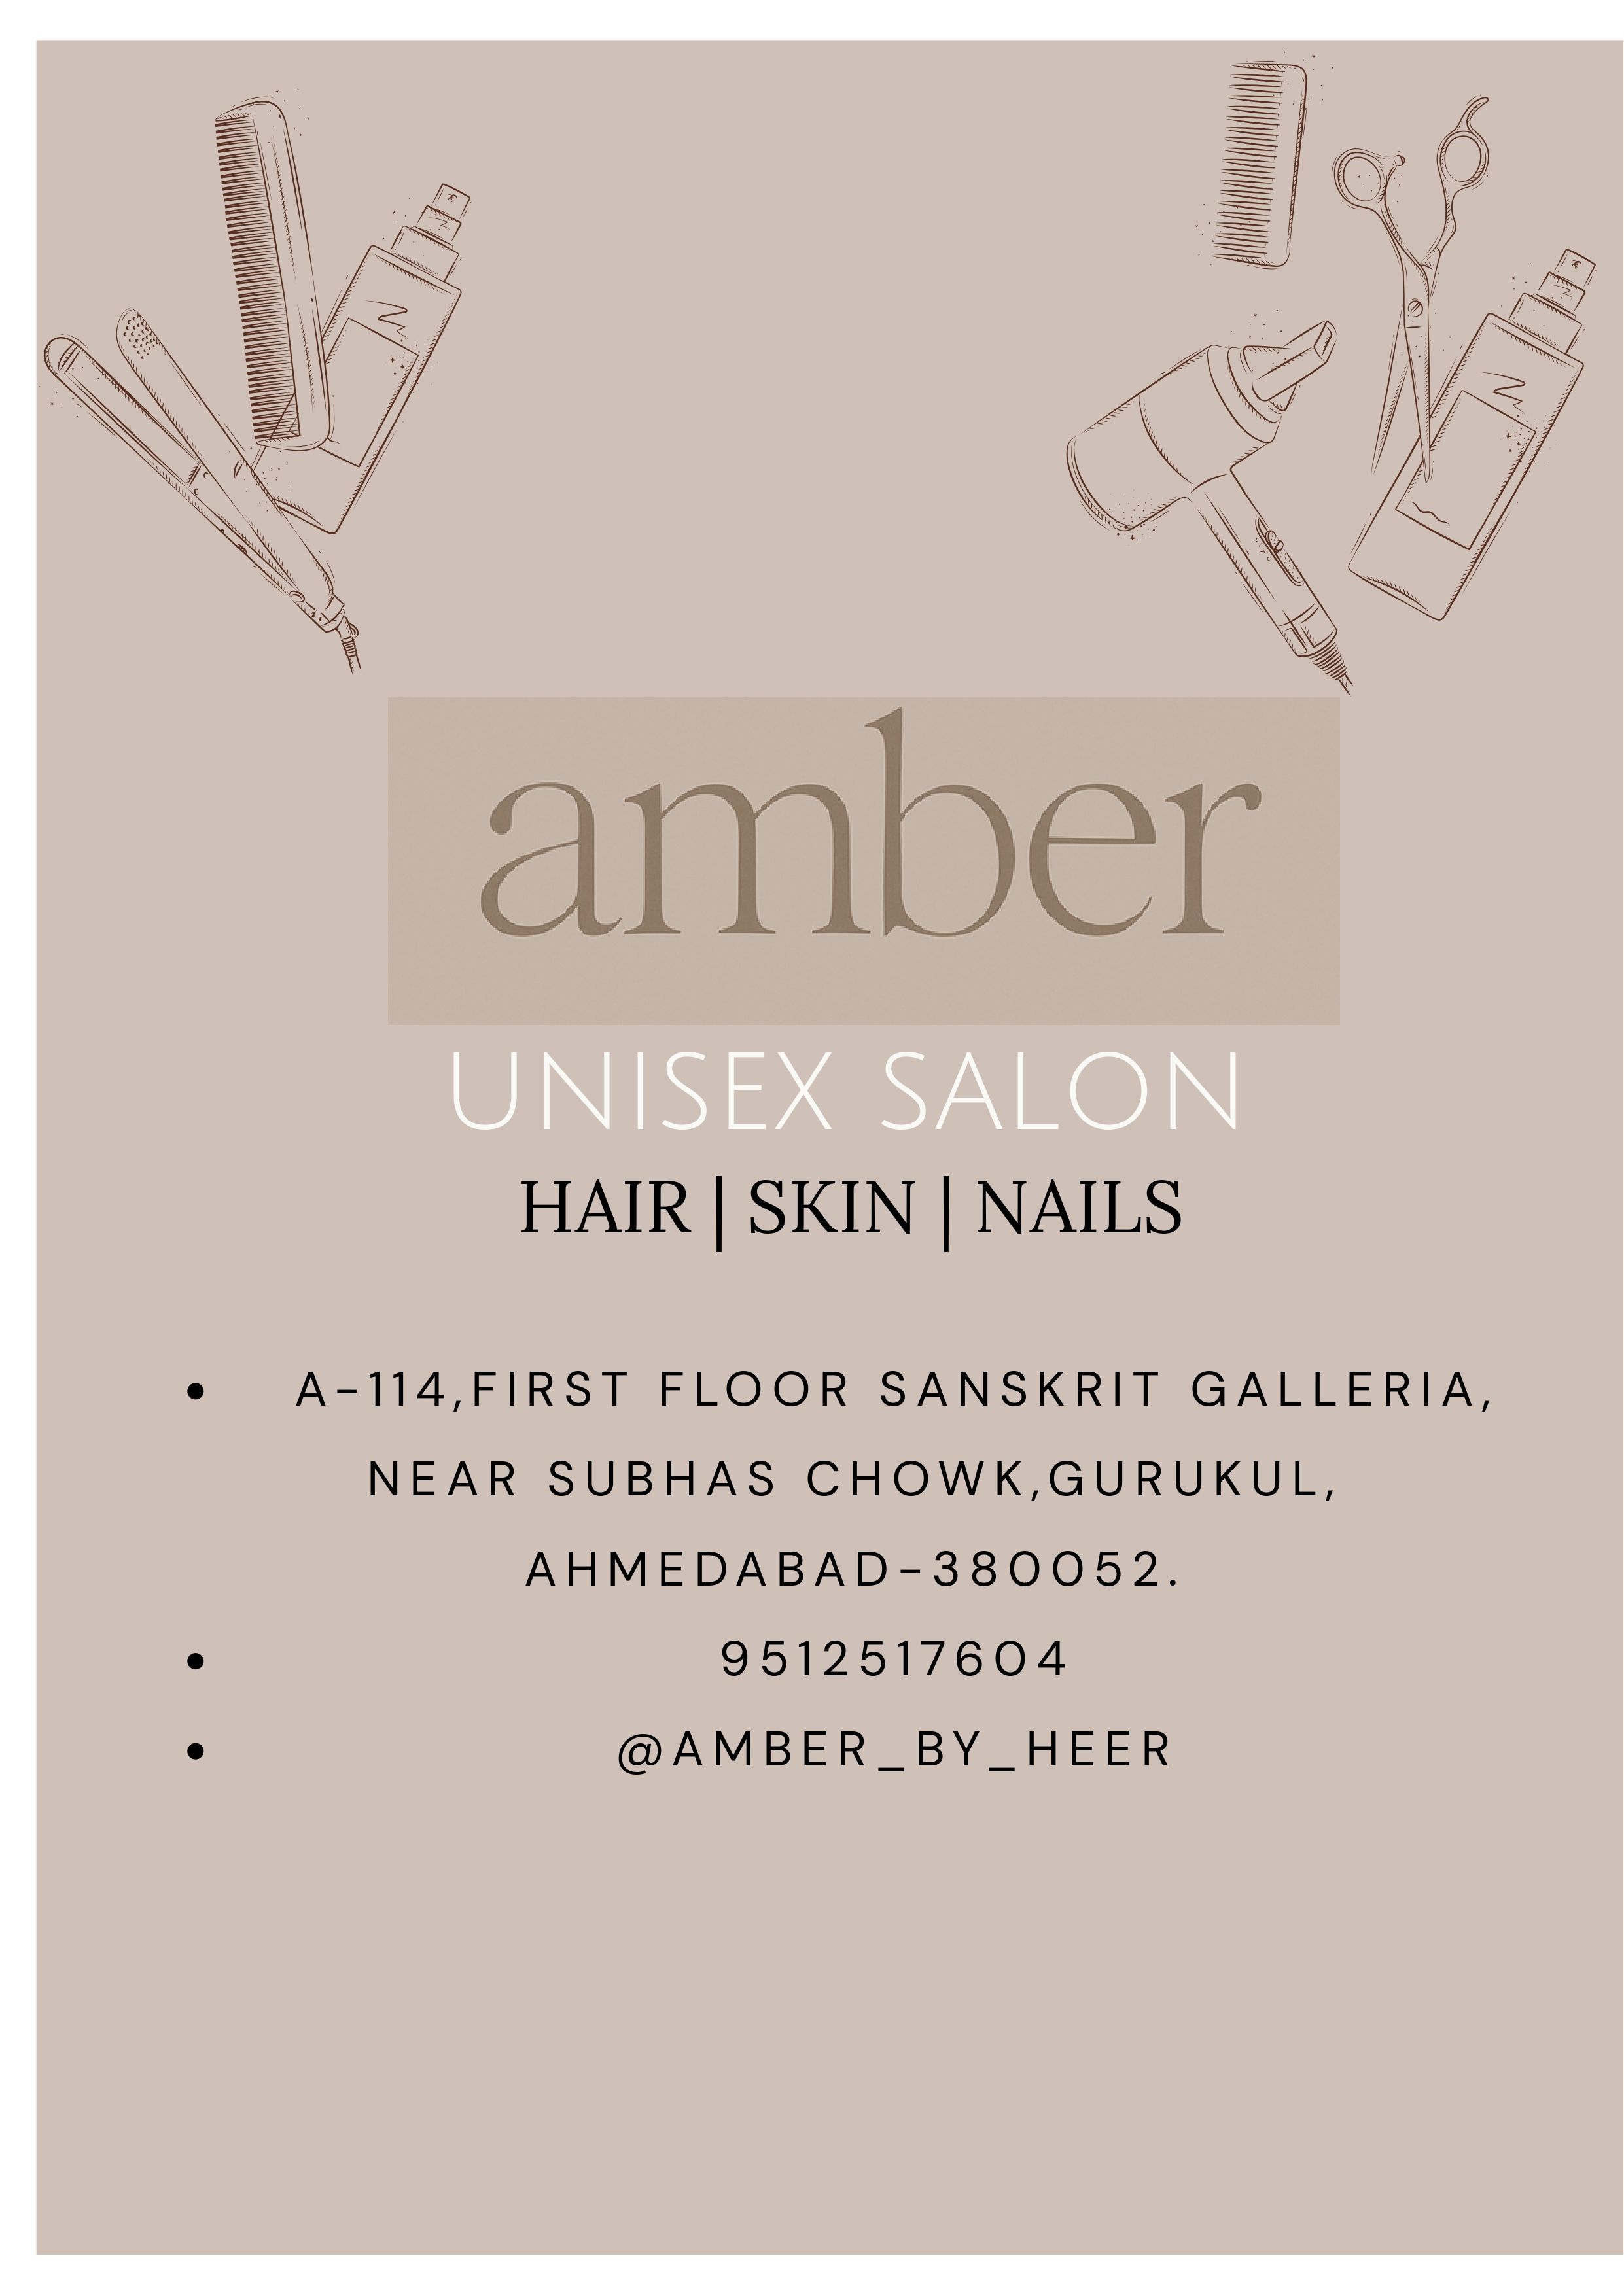 amber
UNISEX SALON
HAIR | SKIN | NAILS
• A-114,FIRST FLOOR SANSKRIT GALLERIA,
NEAR SUBHAS CHOWK,GURUKUL,
AHMEDABAD-380052.
• 9512517604
• @AMBER_BY_HEER